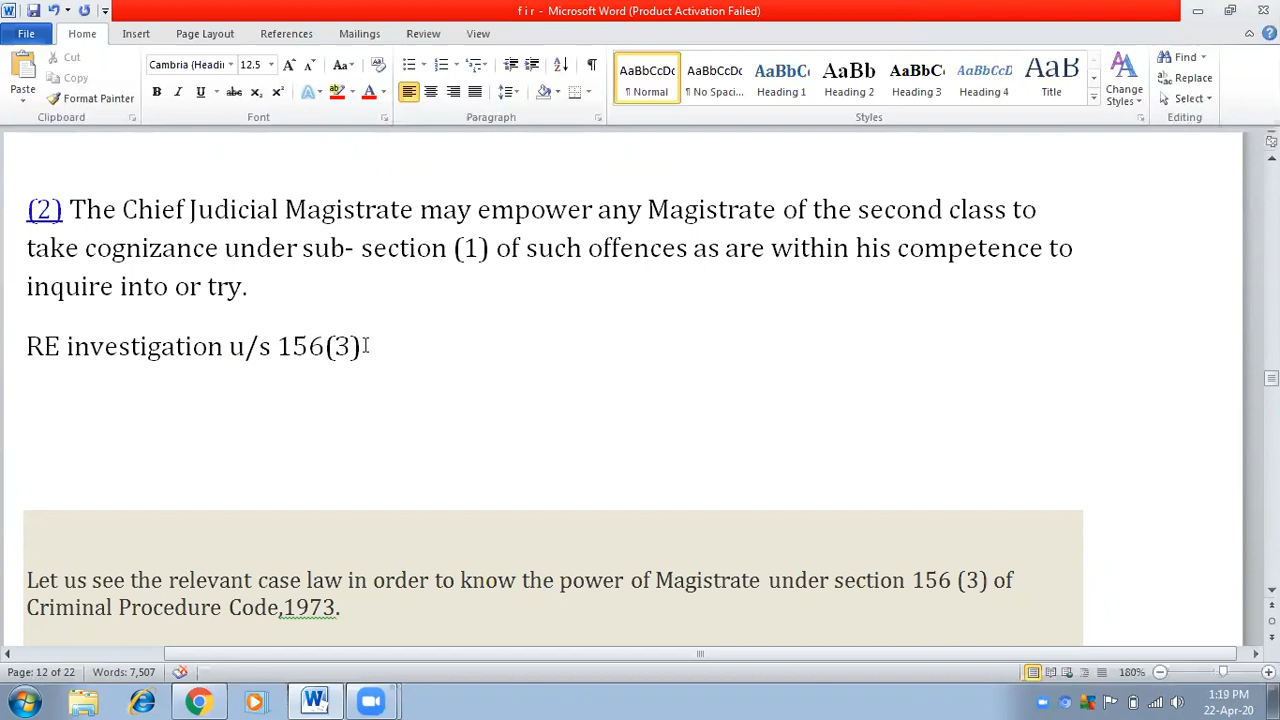 f i r - Microsoft Word (Product Activation Failed)
File Home Insert Page Layout References Mailings Review View
Paste
Cut
Copy
Format Painter
Clipboard
Cambria (Headin 12.5
Font
Paragraph
AaBbCcDc AaBbCcDc AaBbC AaBb AaBbC AaBbCcI AaB
¶ Normal ¶ No Spaci... Heading 1 Heading 2 Heading 3 Heading 4 Title
Change Styles
Styles
Find
Replace
Select
Editing
(2) The Chief Judicial Magistrate may empower any Magistrate of the second class to
take cognizance under sub- section (1) of such offences as are within his competence to
inquire into or try.
RE investigation u/s 156(3)
Let us see the relevant case law in order to know the power of Magistrate under section 156 (3) of
Criminal Procedure Code,1973.
Page: 12 of 22 Words: 7,507 180%
1:19 PM
22-Apr-20